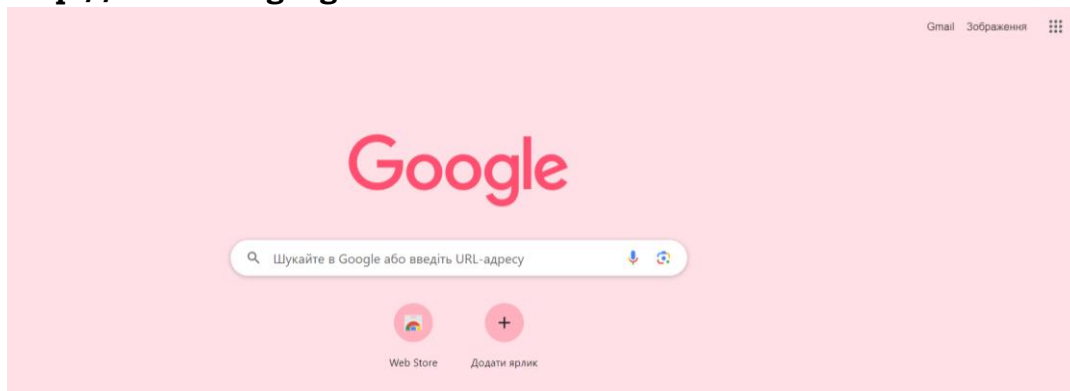 Gmail Зображення
Google
Шукайте в Google або введіть URL-адресу
Web Store Додати ярлик